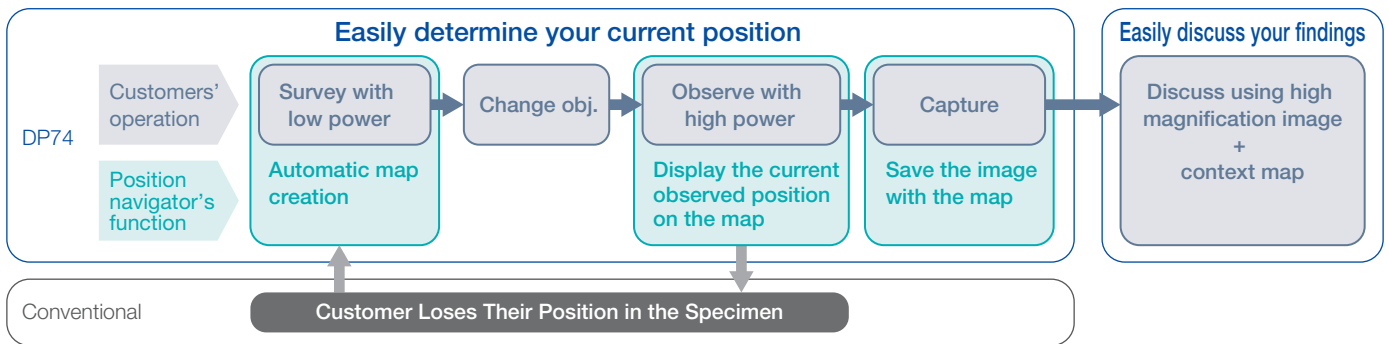 Easily determine your current position
Easily discuss your findings
DP74
Customers'
operation
Survey with
low power
Change obj.
Observe with
high power
Capture
Discuss using high
magnification image
+
context map
Position
navigator's
function
Automatic map
creation
Display the current
observed position
on the map
Save the image
with the map
Conventional
Customer Loses Their Position in the Specimen